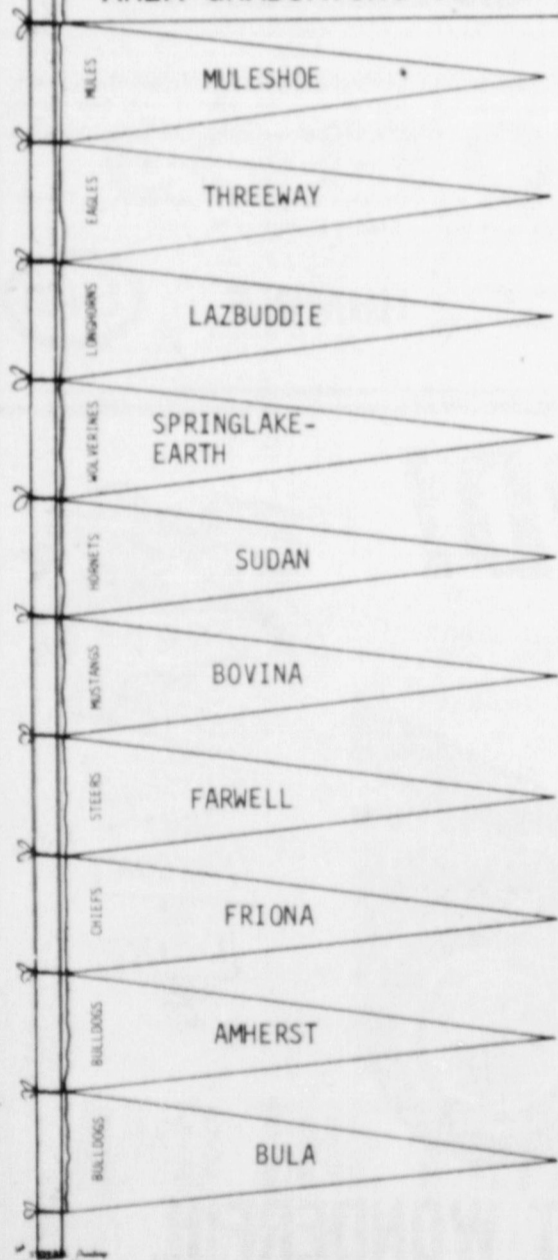 MULES
MULESHOE
EAGLES
THREEWAY
LONGHORNS
LAZBUDDIE
WOLVERINES
SPRINGLAKE-
EARTH
HORNETS
SUDAN
MUSTANGS
BOVINA
STEERS
FARWELL
CHIEFS
FRIONA
BULLDOGS
AMHERST
BULLDOGS
BULA